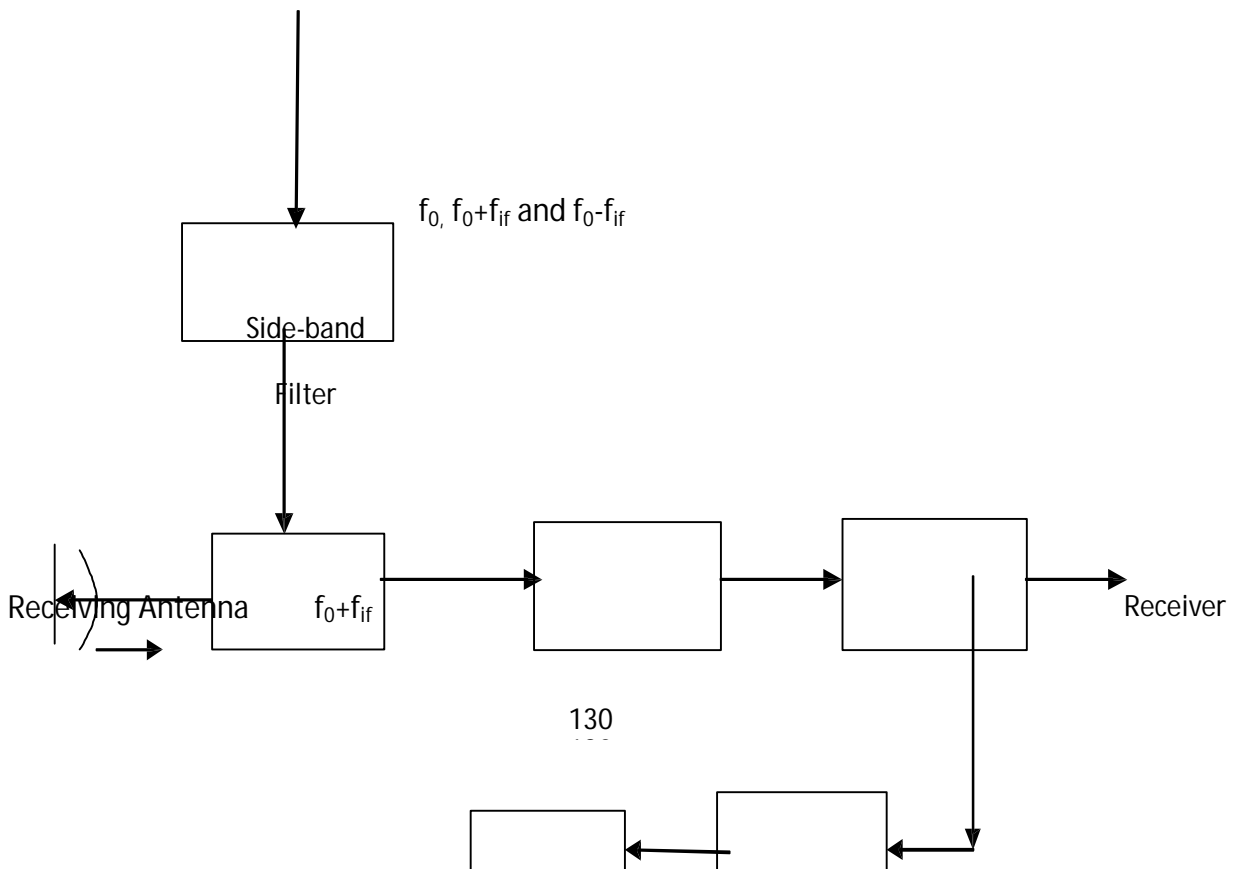 f₀, f₀+fᵢf and f₀-fᵢf
Side-band
Filter
Receiving Antenna
f₀+fᵢf
Receiver
130